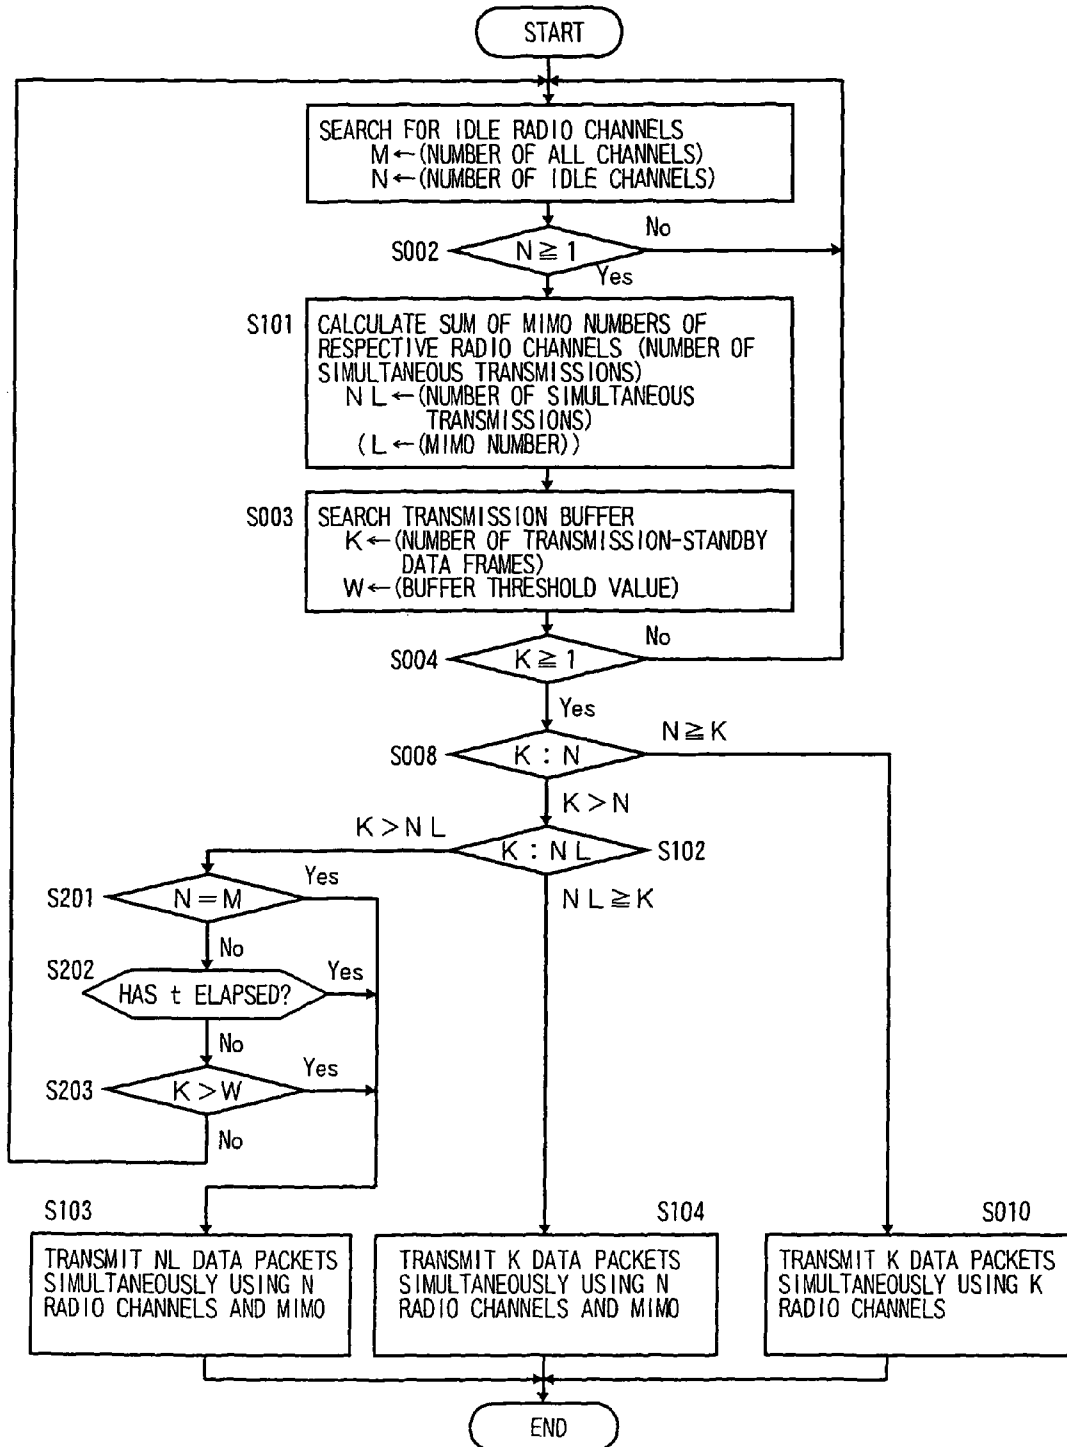 START
SEARCH FOR IDLE RADIO CHANNELS
M←(NUMBER OF ALL CHANNELS)
N←(NUMBER OF IDLE CHANNELS)
No
S002
N≧1
Yes
S101
CALCULATE SUM OF MIMO NUMBERS OF
RESPECTIVE RADIO CHANNELS (NUMBER OF
SIMULTANEOUS TRANSMISSIONS)
NL←(NUMBER OF SIMULTANEOUS
TRANSMISSIONS)
(L←(MIMO NUMBER))
S003
SEARCH TRANSMISSION BUFFER
K←(NUMBER OF TRANSMISSION-STANDBY
DATA FRAMES)
W←(BUFFER THRESHOLD VALUE)
No
S004
K≧1
Yes
N≧K
S008
K:N
K>N
K>NL
K:NL
S102
NL≧K
S201
N=M
Yes
No
S202
HAS t ELAPSED?
Yes
No
S203
K>W
Yes
No
S103
TRANSMIT NL DATA PACKETS
SIMULTANEOUSLY USING N
RADIO CHANNELS AND MIMO
S104
TRANSMIT K DATA PACKETS
SIMULTANEOUSLY USING N
RADIO CHANNELS AND MIMO
S010
TRANSMIT K DATA PACKETS
SIMULTANEOUSLY USING K
RADIO CHANNELS
END